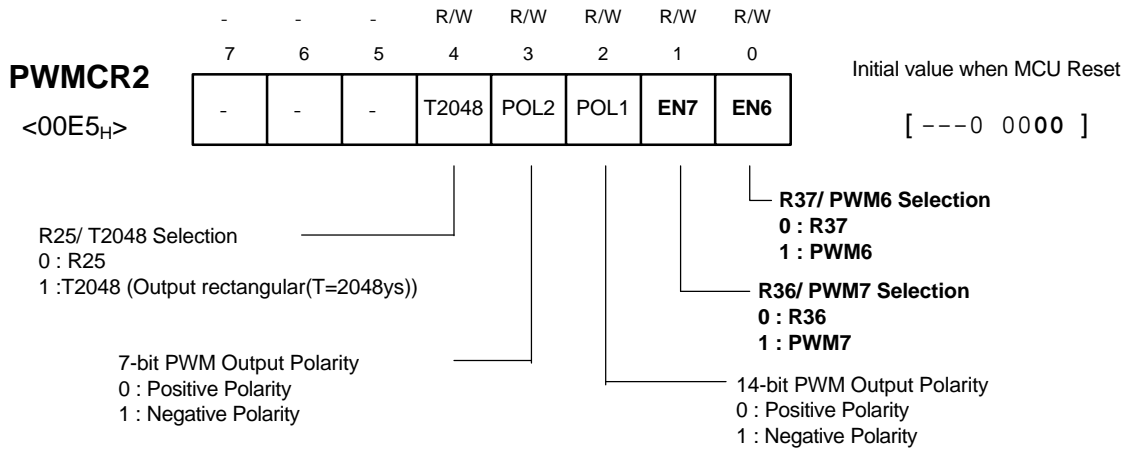 - - - R/W R/W R/W R/W R/W
7 6 5 4 3 2 1 0
PWMCR2
<00E5H>
- - - T2048 POL2 POL1 EN7 EN6
Initial value when MCU Reset
[ ---0 0000 ]
R37/ PWM6 Selection
0 : R37
1 : PWM6
R25/ T2048 Selection
0 : R25
1 :T2048 (Output rectangular(T=2048ys))
R36/ PWM7 Selection
0 : R36
1 : PWM7
7-bit PWM Output Polarity
0 : Positive Polarity
1 : Negative Polarity
14-bit PWM Output Polarity
0 : Positive Polarity
1 : Negative Polarity